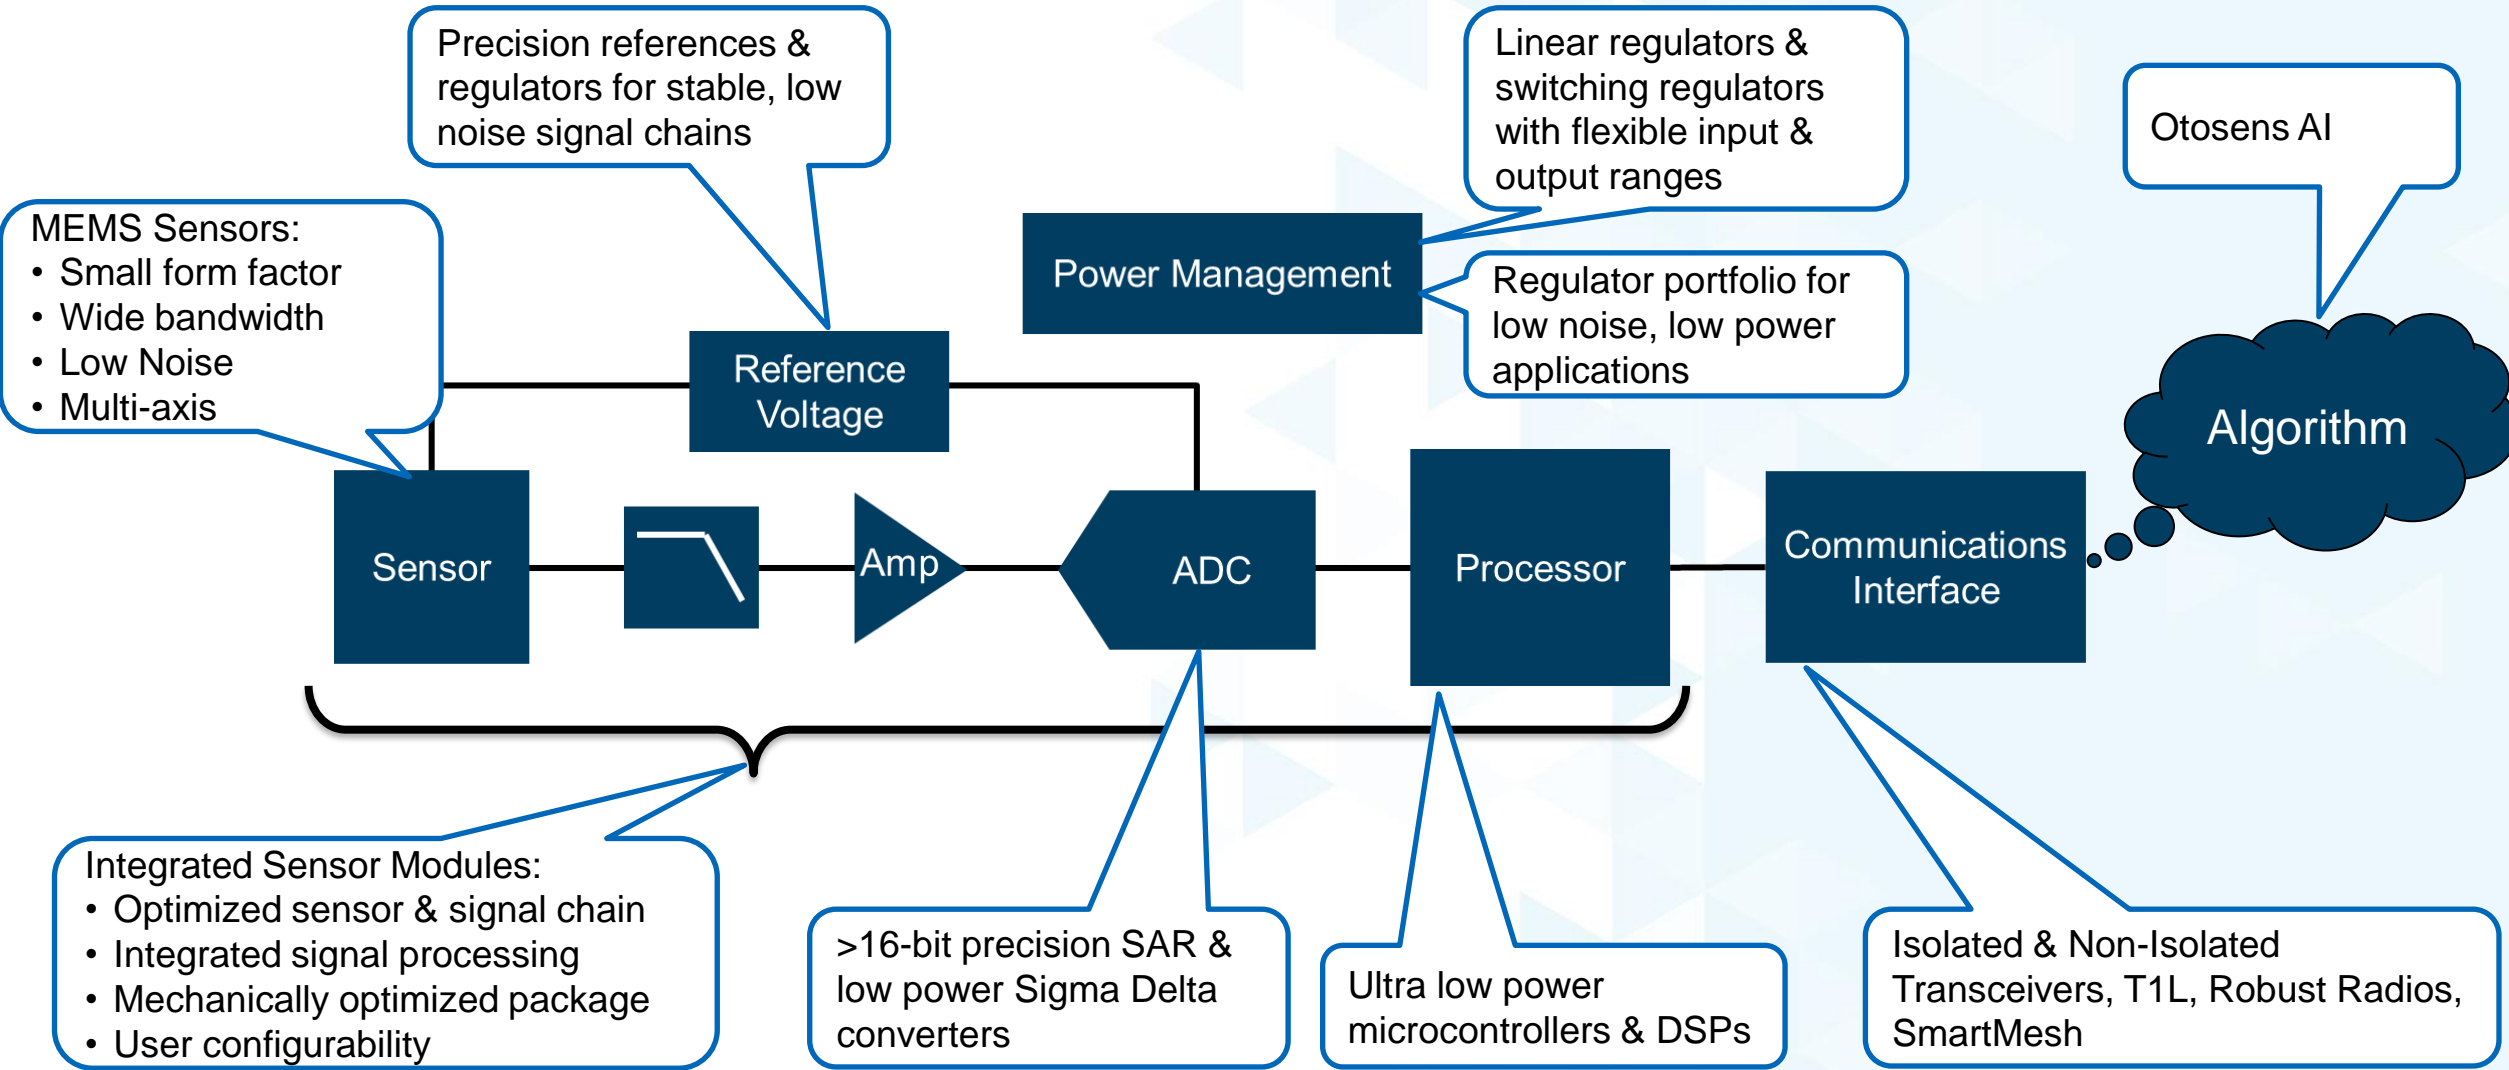 Precision references &
regulators for stable, low
noise signal chains
Linear regulators &
switching regulators
with flexible input &
output ranges
Otosens AI
MEMS Sensors:
• Small form factor
• Wide bandwidth
• Low Noise
• Multi-axis
Power Management
Regulator portfolio for
low noise, low power
applications
Reference
Voltage
Algorithm
Sensor
Amp
ADC
Processor
Communications
Interface
Integrated Sensor Modules:
• Optimized sensor & signal chain
• Integrated signal processing
• Mechanically optimized package
• User configurability
>16-bit precision SAR &
low power Sigma Delta
converters
Ultra low power
microcontrollers & DSPs
Isolated & Non-Isolated
Transceivers, T1L, Robust Radios,
SmartMesh